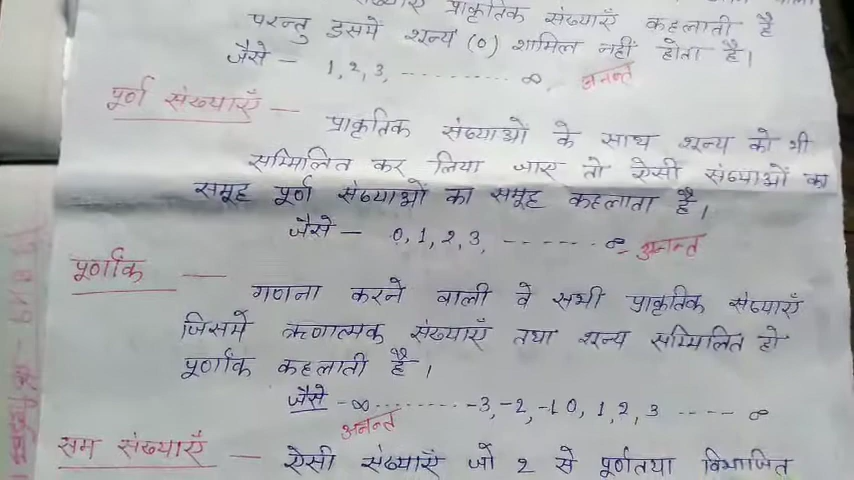 संख्याएँ प्राकृतिक संख्याएँ कहलाती है
परन्तु इसमें शून्य (0) शामिल नहीं होता है।
जैसे – 1, 2, 3, ............ ∞ अनन्त
पूर्ण संख्याएँ –
प्राकृतिक संख्याओं के साथ शून्य को भी
सम्मिलित कर लिया जाए तो ऐसी संख्याओं का
समूह पूर्ण संख्याओं का समूह कहलाता है।
जैसे – 0, 1, 2, 3, ------- ∞ अनन्त
पूर्णांक –
गणना करने वाली वे सभी प्राकृतिक संख्याएँ
जिसमें ऋणात्मक संख्याएँ तथा शून्य सम्मिलित हो
पूर्णांक कहलाती है।
जैसे -∞ ......... -3, -2, -1 0, 1, 2, 3 ---- ∞
अनन्त
सम संख्याएँ – ऐसी संख्याएँ जो 2 से पूर्णतया विभाजित